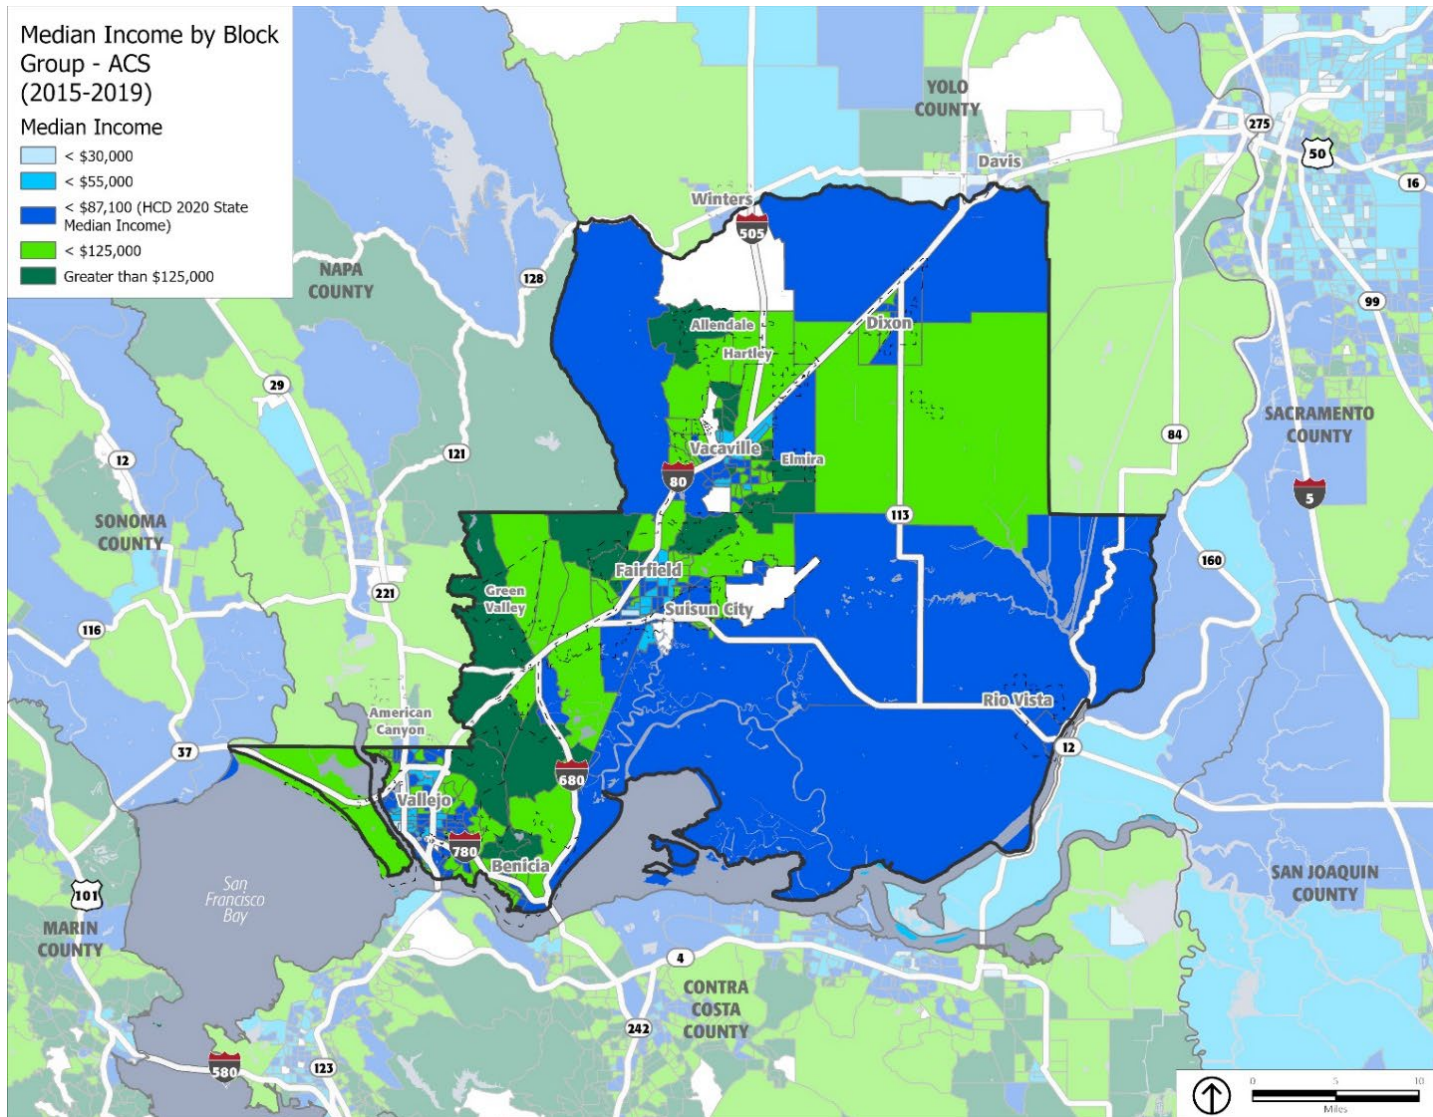 Median Income by Block
Group - ACS
(2015-2019)
Median Income
< $30,000
< $55,000
< $87,100 (HCD 2020 State
Median Income)
< $125,000
Greater than $125,000
YOLO
COUNTY
275
50
Davis
16
Winters
505
NAPA
COUNTY
128
99
Allendale
Dixon
Hartley
29
SACRAMENTO
COUNTY
84
12
121
Vacaville
Elmira
80
5
113
SONOMA
COUNTY
160
Fairfield
221
Green
Valley
Suisun City
116
Rio Vista
American
Canyon
37
12
680
Vallejo
780
Benicia
San
Francisco
Bay
101
SAN JOAQUIN
COUNTY
MARIN
COUNTY
4
CONTRA
COSTA
COUNTY
242
580
123
0 5 10
Miles